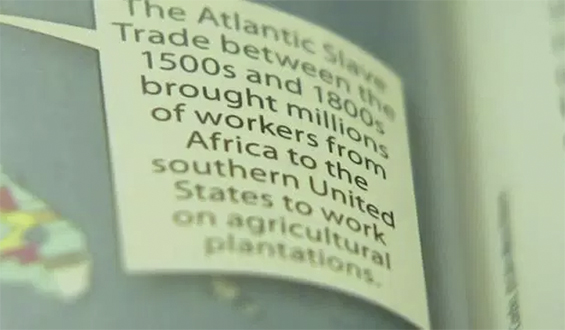 The Atlantic Slave
Trade between the
1500s and 1800s
brought millions
of workers from
Africa to the
southern United
States to work
on agricultural
plantations.